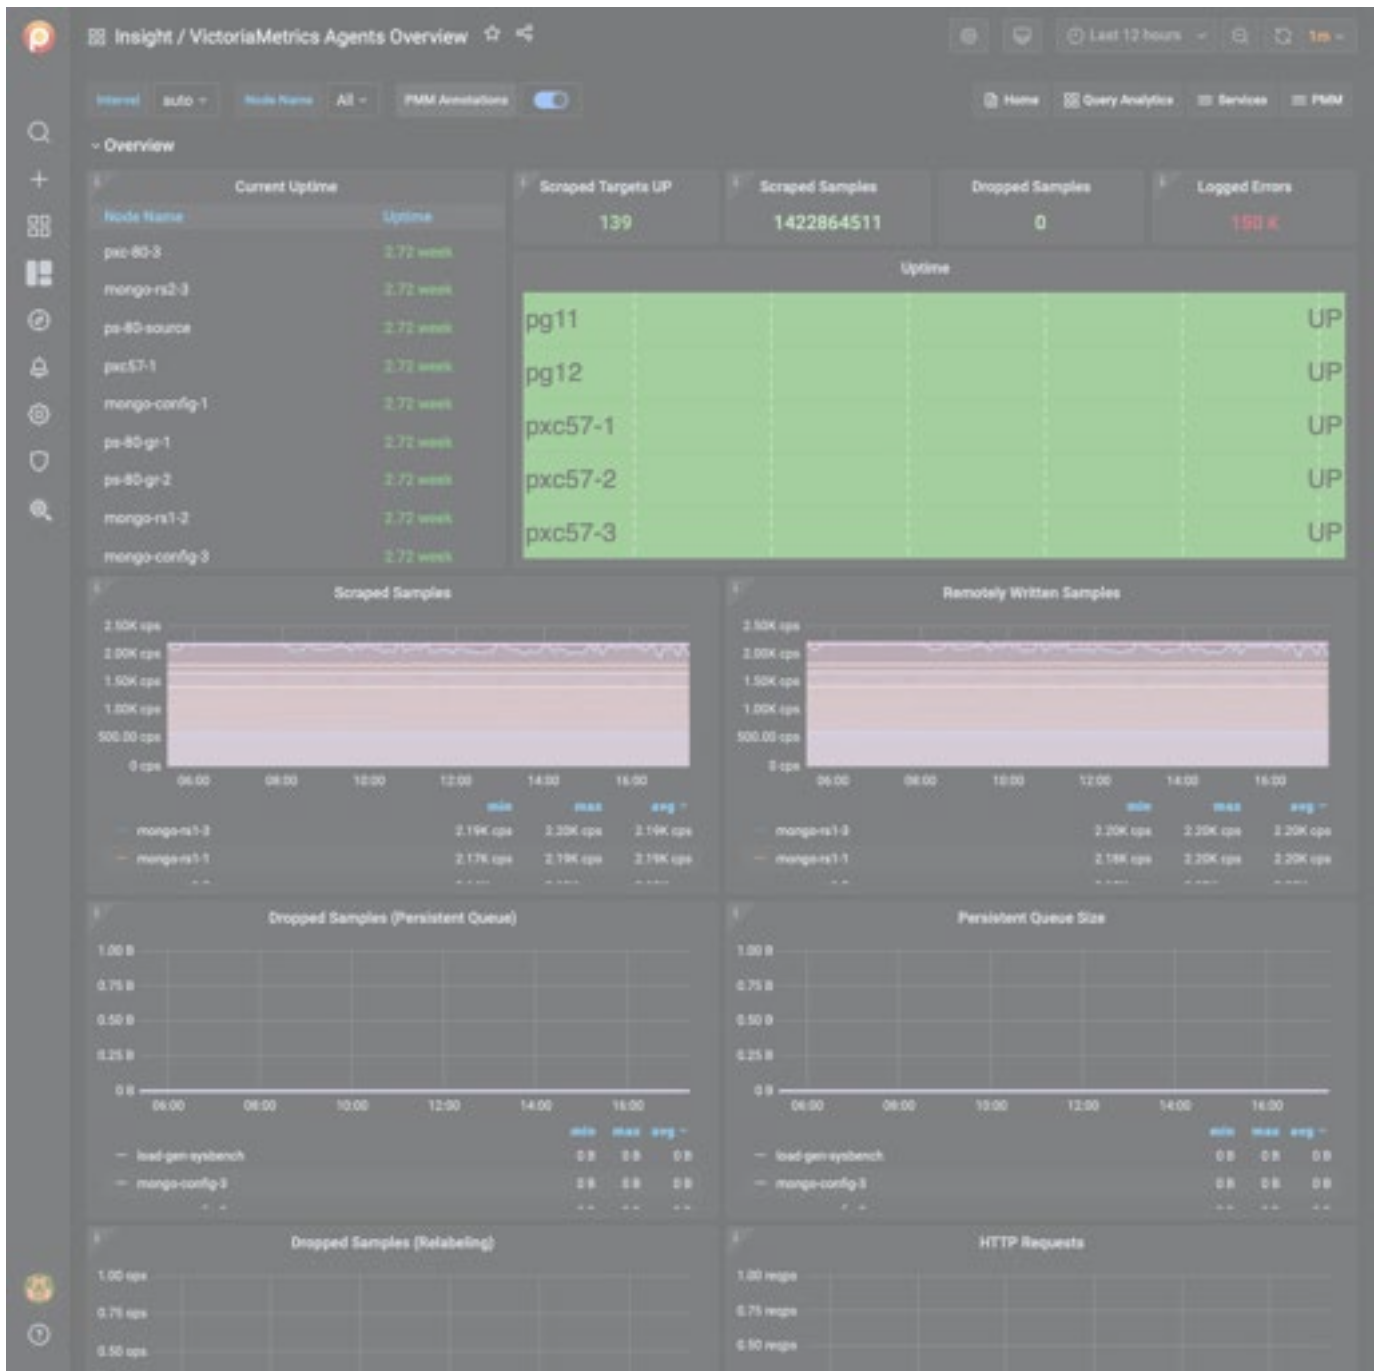 Insight / VictoriaMetrics Agents Overview
Last 12 hours
1m
Interval auto Node Name All PMM Annotations
Home Query Analytics Services PMM
Overview
Current Uptime
Node Name Uptime
pxc-80-3 2.72 week
mongo-rs2-3 2.72 week
ps-80-source 2.72 week
pxc57-1 2.72 week
mongo-config-1 2.72 week
ps-80-gr-1 2.72 week
ps-80-gr-2 2.72 week
mongo-rs1-2 2.72 week
mongo-config-3 2.72 week
Scraped Targets UP
139
Scraped Samples
1422864511
Dropped Samples
0
Logged Errors
150 K
Uptime
pg11 UP
pg12 UP
pxc57-1 UP
pxc57-2 UP
pxc57-3 UP
Scraped Samples
2.50K cps
2.00K cps
1.50K cps
1.00K cps
500.00 cps
0 cps
06:00 08:00 10:00 12:00 14:00 16:00
min max avg
mongo-rs1-3 2.19K cps 2.20K cps 2.19K cps
mongo-rs1-1 2.17K cps 2.19K cps 2.19K cps
Remotely Written Samples
2.50K cps
2.00K cps
1.50K cps
1.00K cps
500.00 cps
0 cps
06:00 08:00 10:00 12:00 14:00 16:00
min max avg
mongo-rs1-3 2.20K cps 2.20K cps 2.20K cps
mongo-rs1-1 2.18K cps 2.20K cps 2.20K cps
Dropped Samples (Persistent Queue)
1.00 B
0.75 B
0.50 B
0.25 B
0 B
06:00 08:00 10:00 12:00 14:00 16:00
min max avg
load-gen-sysbench 0 B 0 B 0 B
mongo-config-3 0 B 0 B 0 B
Persistent Queue Size
1.00 B
0.75 B
0.50 B
0.25 B
0 B
06:00 08:00 10:00 12:00 14:00 16:00
min max avg
load-gen-sysbench 0 B 0 B 0 B
mongo-config-3 0 B 0 B 0 B
Dropped Samples (Relabeling)
1.00 ops
0.75 ops
0.50 ops
HTTP Requests
1.00 reqps
0.75 reqps
0.50 reqps